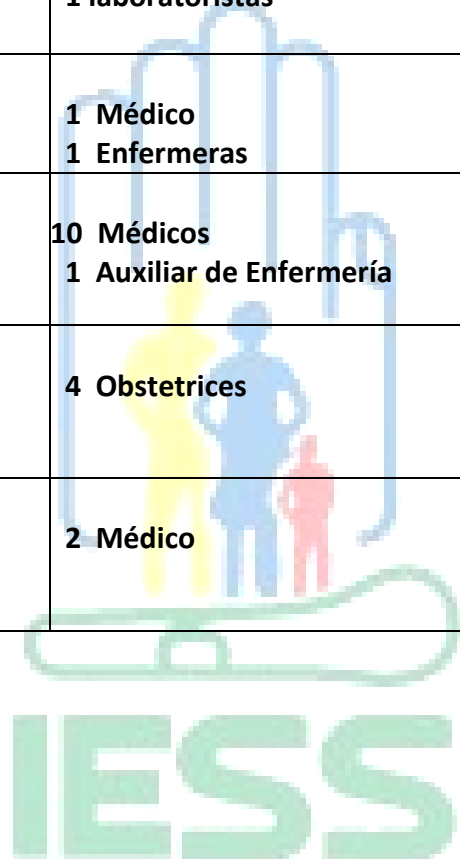 1 laboratoristas
1 Médico
1 Enfermeras
10 Médicos
1 Auxiliar de Enfermería
4 Obstetrices
2 Médico
IESS